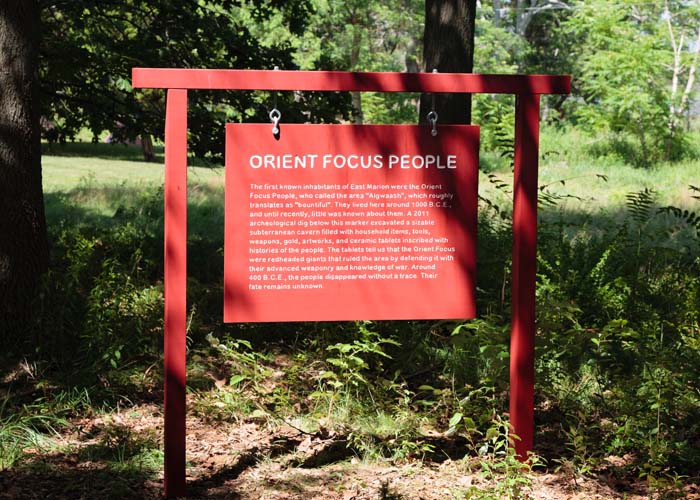 ORIENT FOCUS PEOPLE
The first known inhabitants of East Marion were the Orient
Focus People, who called the area "Algwaash", which roughly
translates as "bountiful". They lived here around 1000 B.C.E.,
and until recently, little was known about them. A 2011
archeological dig below this marker excavated a sizable
subterranean cavern filled with household items, tools,
weapons, gold, artworks, and ceramic tablets inscribed with
histories of the people. The tablets tell us that the Orient Focus
were redheaded giants that ruled the area by defending it with
their advanced weaponry and knowledge of war. Around
400 B.C.E., the people disappeared without a trace. Their
fate remains unknown.